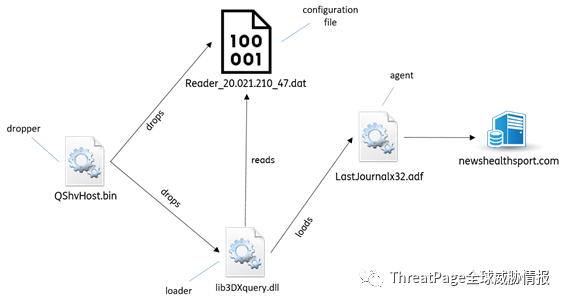 configuration
file
100
001
Reader_20.021.210_47.dat
agent
dropper
drops
QShvHost.bin
drops
reads
loads
LastJournalx32.adf
newshealthsport.com
loader
lib3DXquery.dll
ThreatPage全球威胁情报